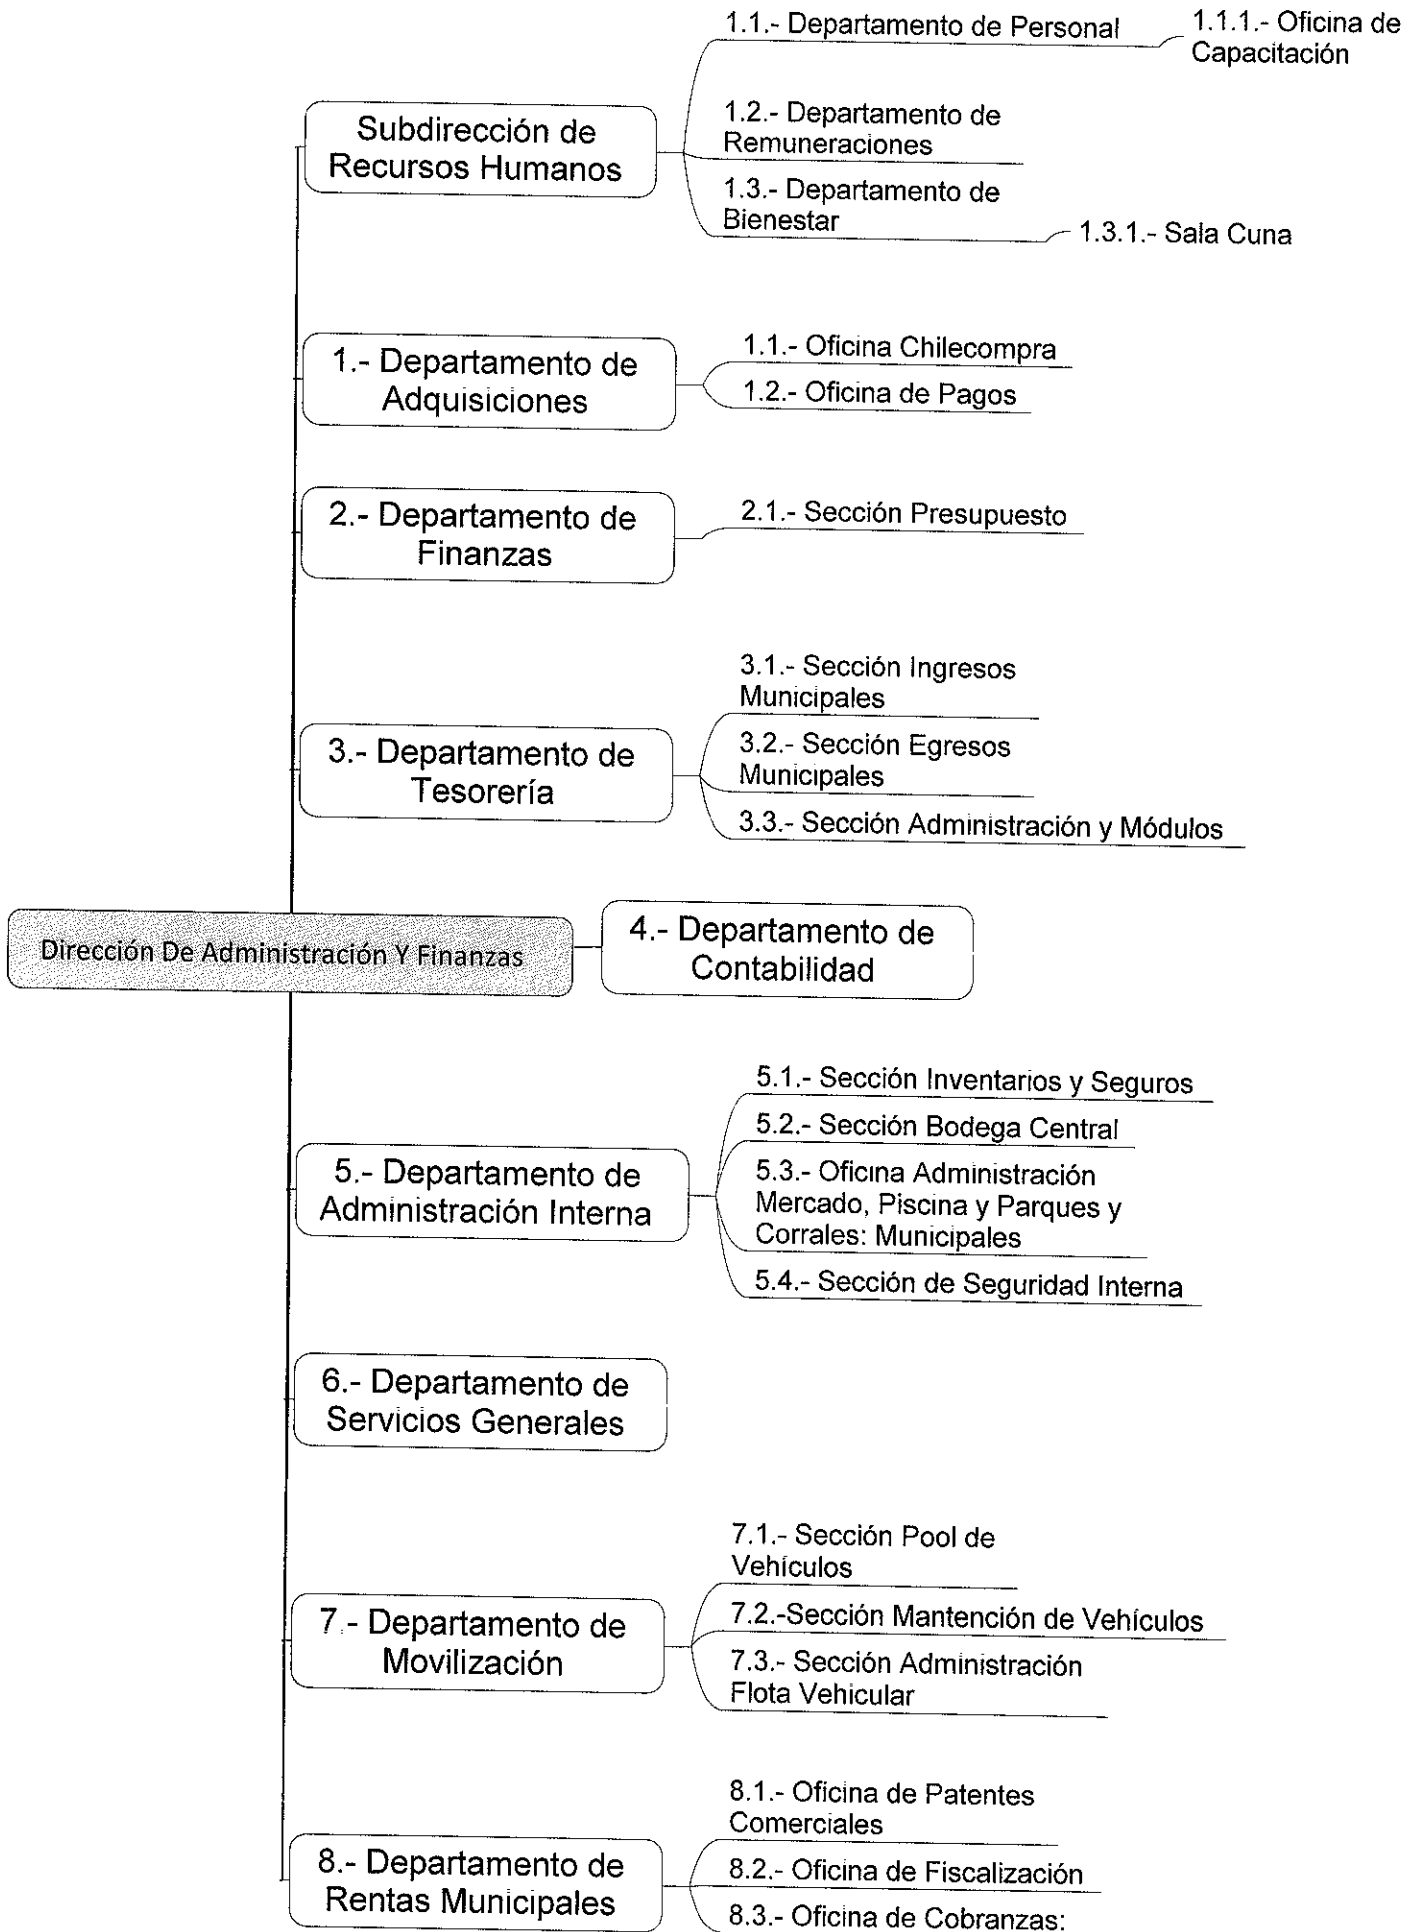 1.1.- Departamento de Personal
1.1.1.- Oficina de
Capacitación
Subdirección de
Recursos Humanos
1.2.- Departamento de
Remuneraciones
1.3.- Departamento de
Bienestar
1.3.1.- Sala Cuna
1.- Departamento de
Adquisiciones
1.1.- Oficina Chilecompra
1.2.- Oficina de Pagos
2.- Departamento de
Finanzas
2.1.- Sección Presupuesto
3.- Departamento de
Tesorería
3.1.- Sección Ingresos
Municipales
3.2.- Sección Egresos
Municipales
3.3.- Sección Administración y Módulos
Dirección De Administración Y Finanzas
4.- Departamento de
Contabilidad
5.- Departamento de
Administración Interna
5.1.- Sección Inventarios y Seguros
5.2.- Sección Bodega Central
5.3.- Oficina Administración
Mercado, Piscina y Parques y
Corrales: Municipales
5.4.- Sección de Seguridad Interna
6.- Departamento de
Servicios Generales
7.- Departamento de
Movilización
7.1.- Sección Pool de
Vehículos
7.2.-Sección Mantención de Vehículos
7.3.- Sección Administración
Flota Vehicular
8.- Departamento de
Rentas Municipales
8.1.- Oficina de Patentes
Comerciales
8.2.- Oficina de Fiscalización
8.3.- Oficina de Cobranzas: